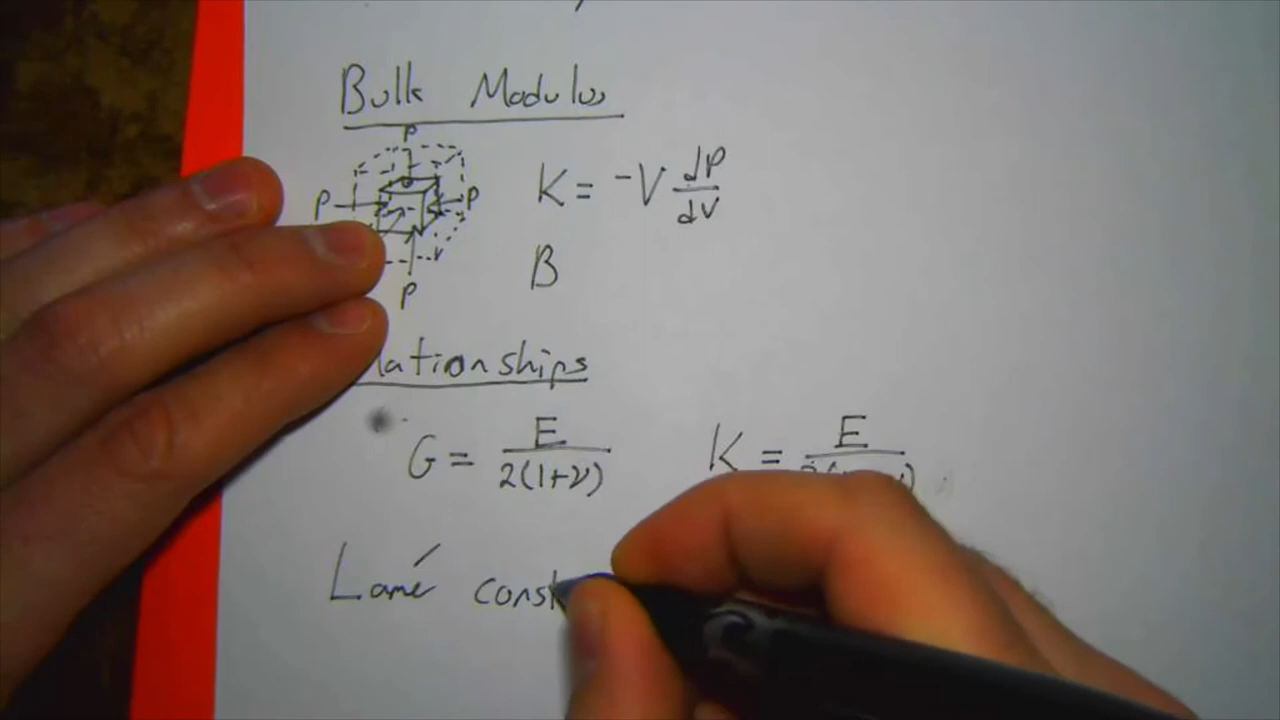 Bulk Modulus
P
P P
K = -V dP/dV
B
P
lationships
G = E/2(1+ν) K = E
Lamé const